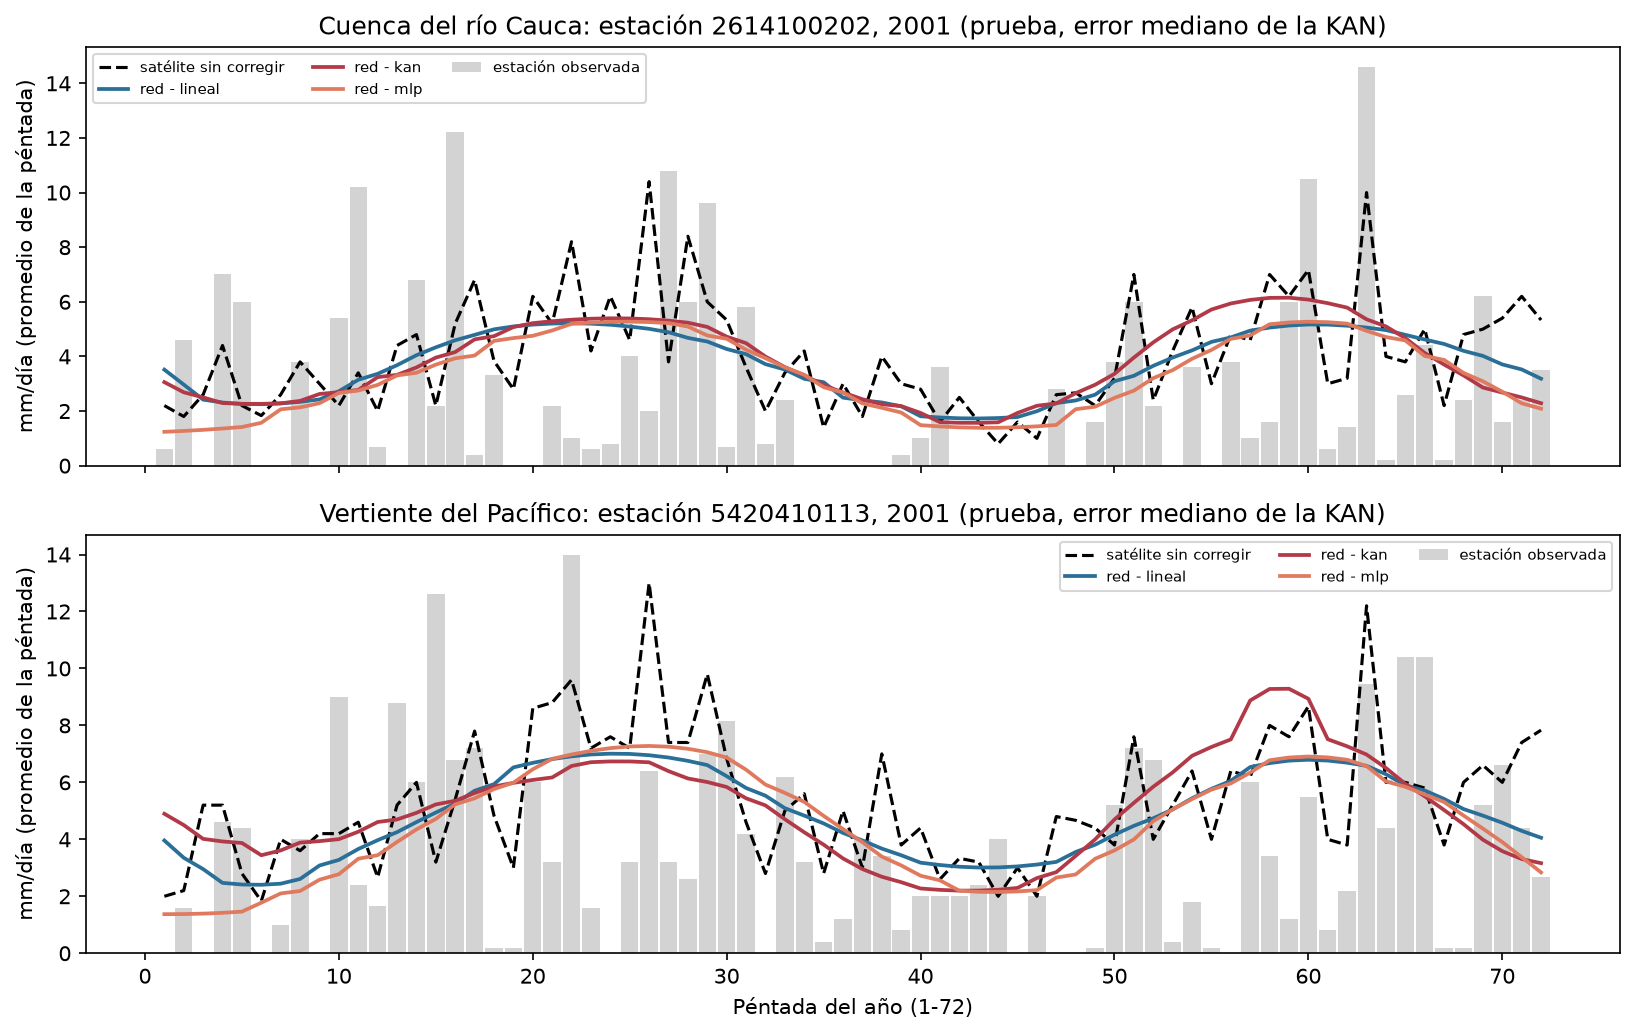 Cuenca del río Cauca: estación 2614100202, 2001 (prueba, error mediano de la KAN)
mm/día (promedio de la péntada)
14
12
10
8
6
4
2
0
satélite sin corregir
red - lineal
red - kan
red - mlp
estación observada
Vertiente del Pacífico: estación 5420410113, 2001 (prueba, error mediano de la KAN)
mm/día (promedio de la péntada)
14
12
10
8
6
4
2
0
satélite sin corregir
red - lineal
red - kan
red - mlp
estación observada
0 10 20 30 40 50 60 70
Péntada del año (1-72)